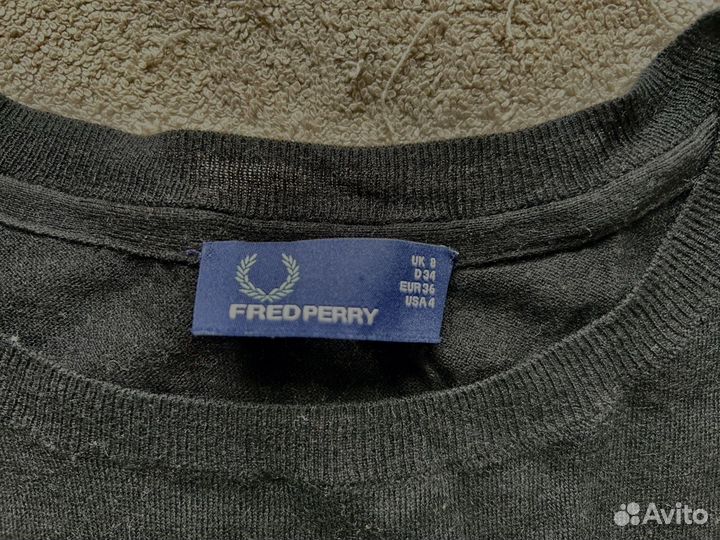 FRED PERRY
UK 8
D 34
EUR 36
USA 4
Avito